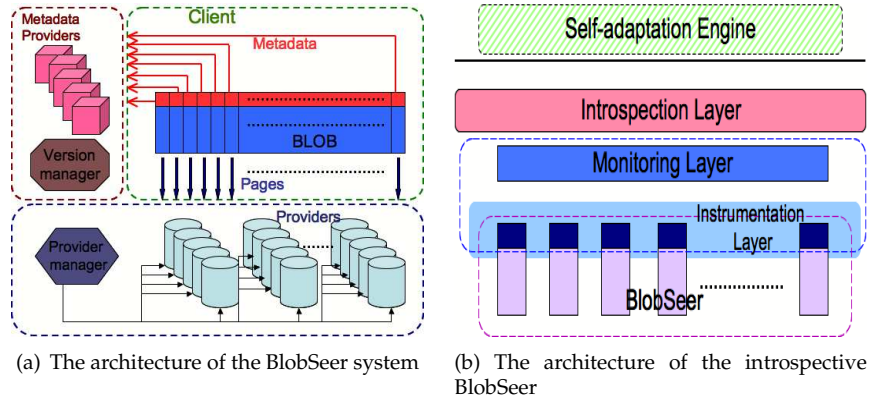 Metadata
Providers
Client
Metadata
BLOB
Version
manager
Pages
Providers
Provider
manager
(a) The architecture of the BlobSeer system
Self-adaptation Engine
Introspection Layer
Monitoring Layer
Instrumentation
Layer
BlobSeer
(b) The architecture of the introspective
BlobSeer